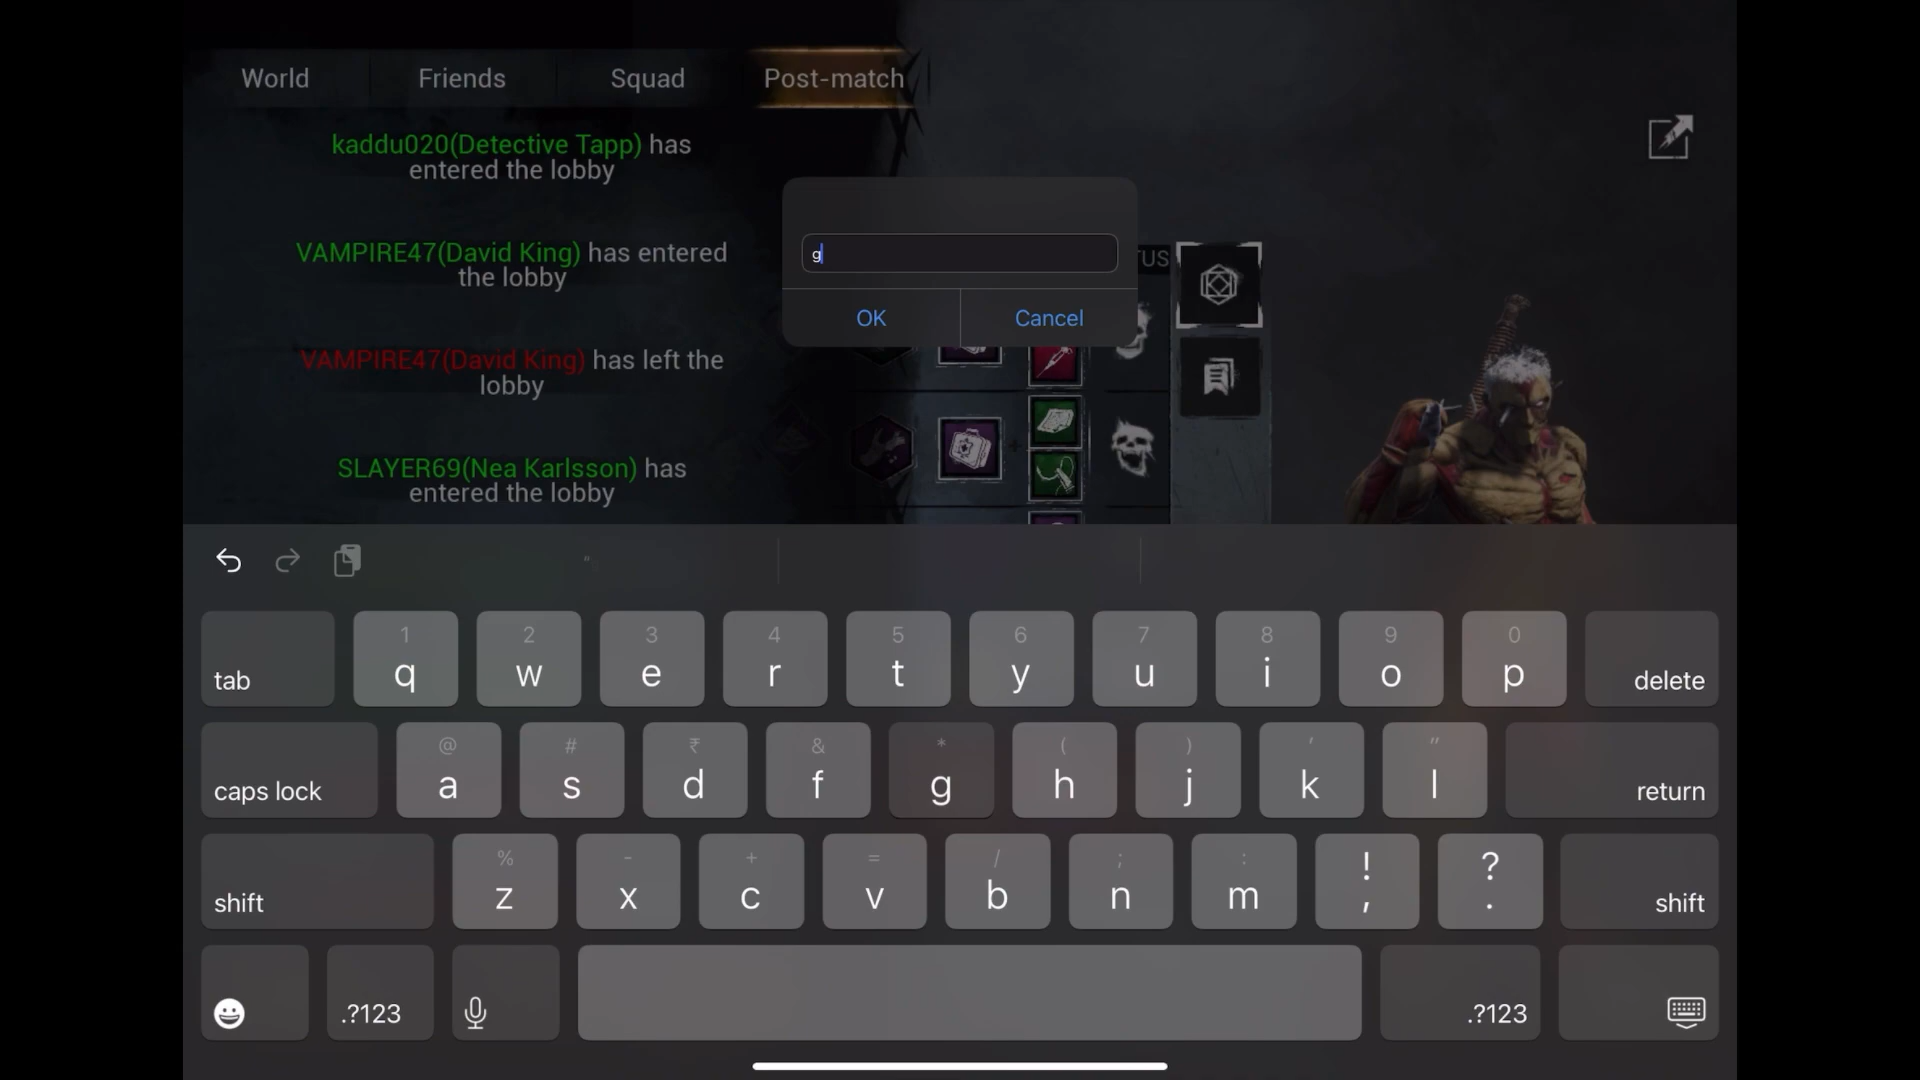 World Friends Squad Post-match
kaddu020(Detective Tapp) has
entered the lobby
VAMPIRE47(David King) has entered
the lobby
VAMPIRE47(David King) has left the
lobby
SLAYER69(Nea Karlsson) has
entered the lobby
g
TUS
OK Cancel
“
1 2 3 4 5 6 7 8 9 0
tab q w e r t y u i o p delete
@ # ₹ & * ( ) ' "
caps lock a s d f g h j k l return
% - + = / ; : ! ?
shift z x c v b n m , . shift
.?123 .?123